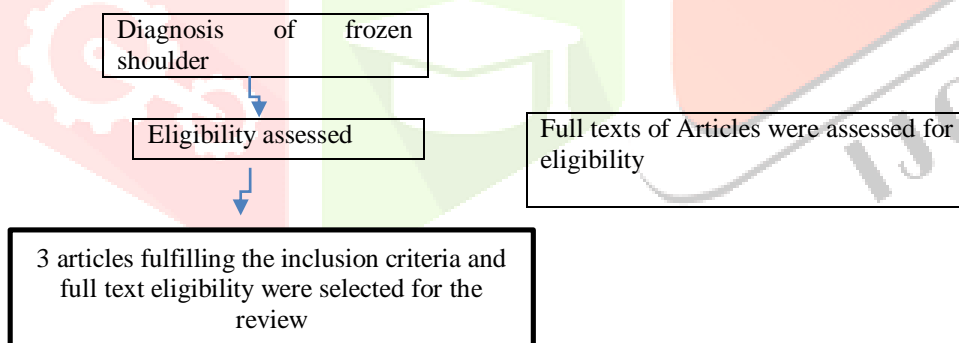 Diagnosis of frozen
shoulder
Eligibility assessed
Full texts of Articles were assessed for
eligibility
3 articles fulfilling the inclusion criteria and
full text eligibility were selected for the
review